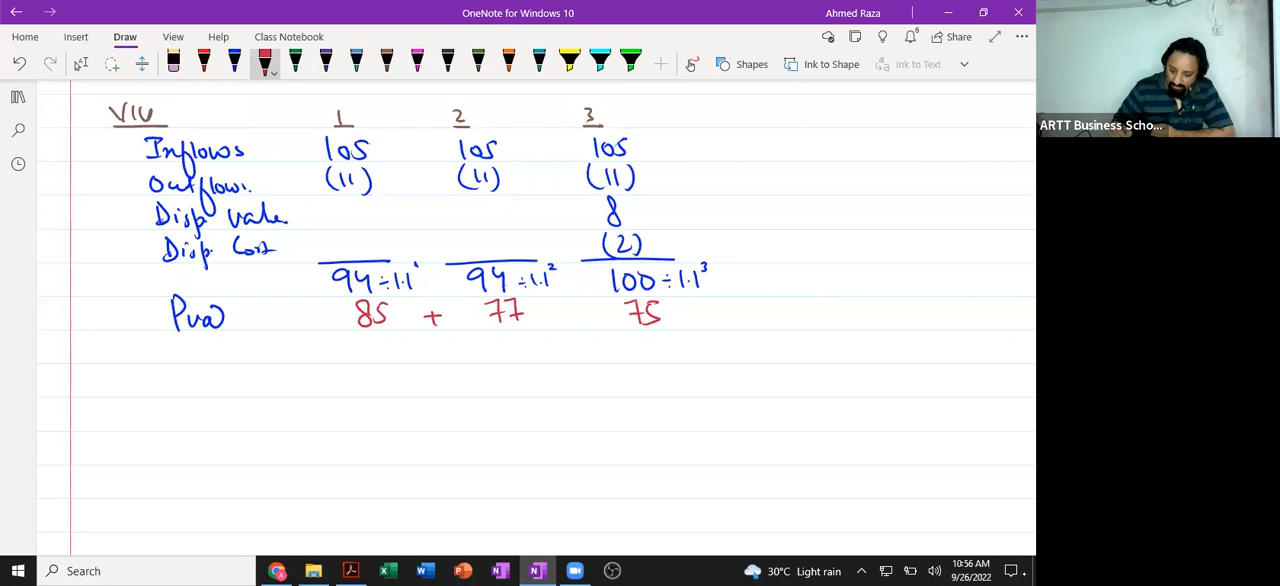 OneNote for Windows 10
Ahmed Raza
Home Insert Draw View Help Class Notebook
6 Share
Shapes Ink to Shape Ink to Text
ARTT Business Scho...
VIU 1 2 3
Inflows 105 105 105
Outflows. (11) (11) (11)
Disp value 8
Disp. Cost (2)
94 ÷ 1.1¹ 94 ÷ 1.1² 100 ÷ 1.1³
85 + 77 75
Search
30°C Light rain
10:56 AM
9/26/2022